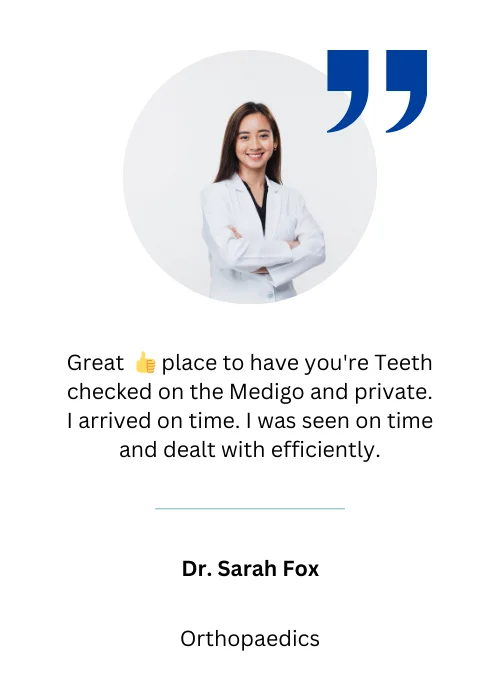 Great 👍 place to have you're Teeth
checked on the Medigo and private.
I arrived on time. I was seen on time
and dealt with efficiently.
Dr. Sarah Fox
Orthopaedics